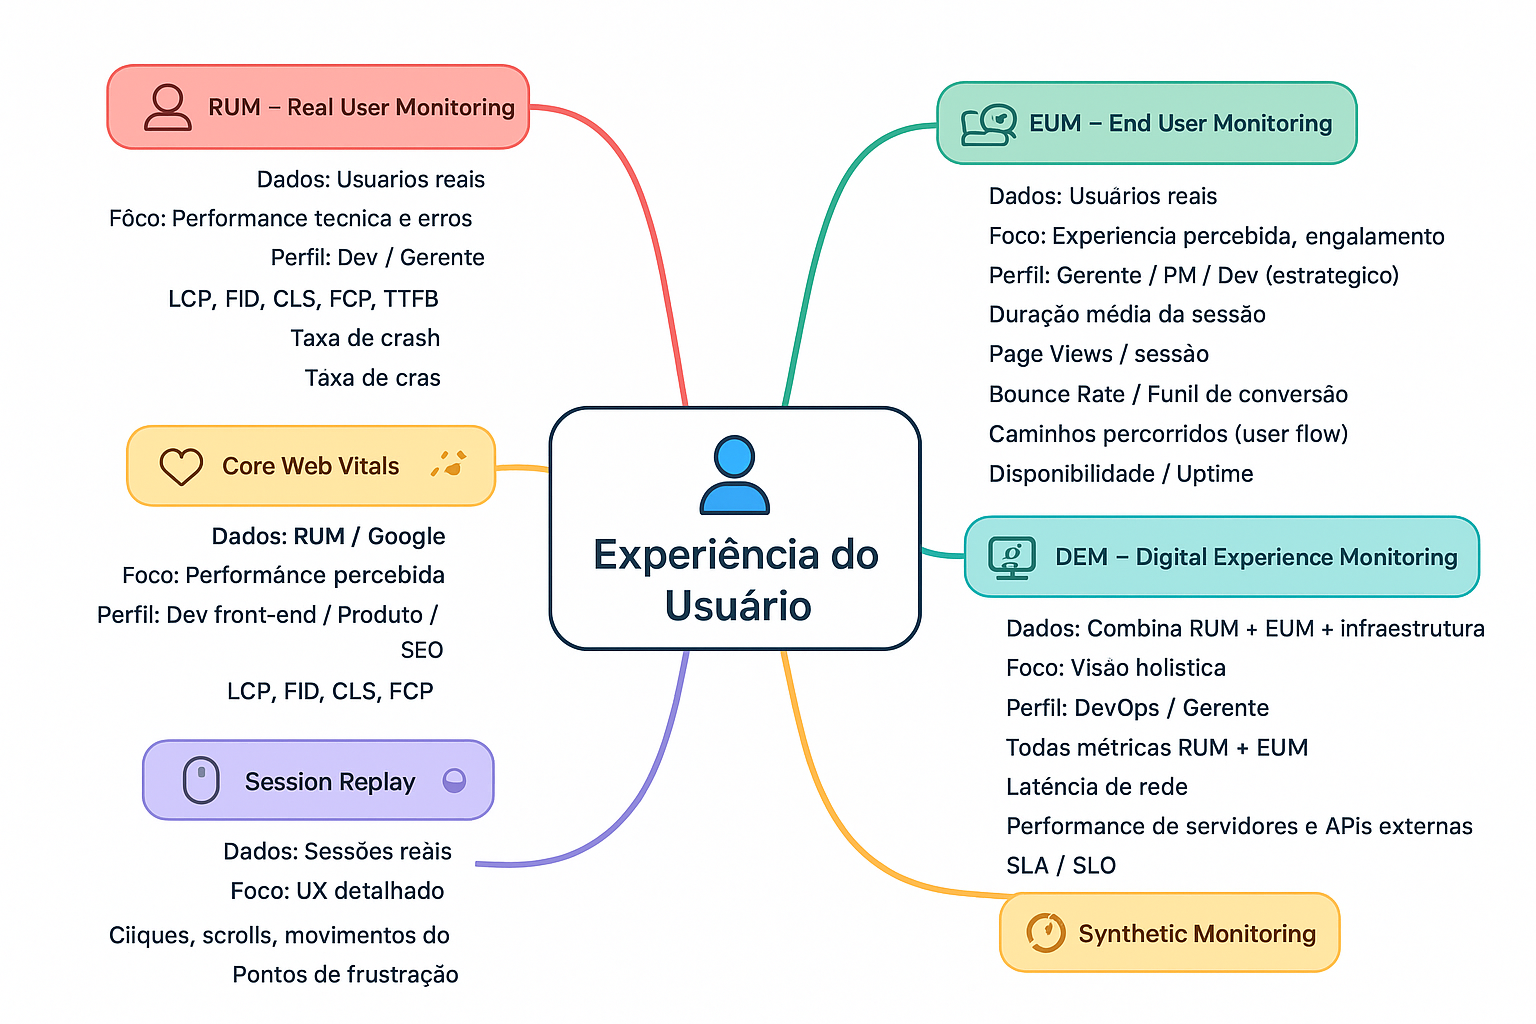 RUM – Real User Monitoring
Dados: Usuarios reais
Fôco: Performance tecnica e erros
Perfil: Dev / Gerente
LCP, FID, CLS, FCP, TTFB
Taxa de crash
Táxa de cras
Core Web Vitals
Dados: RUM / Google
Foco: Performánce percebida
Perfil: Dev front-end / Produto /
SEO
LCP, FID, CLS, FCP
Session Replay
Dados: Sessões reàis
Foco: UX detalhado
Ciiques, scrolls, movimentos do
Pontos de frustração
Experiência do
Usuário
EUM – End User Monitoring
Dados: Usuários reais
Foco: Experiencia percebida, engalamento
Perfil: Gerente / PM / Dev (estrategico)
Duração média da sessão
Page Views / sessào
Bounce Rate / Funil de conversâo
Caminhos percorridos (user flow)
Disponibilidade / Uptime
DEM – Digital Experience Monitoring
Dados: Combina RUM + EUM + infraestrutura
Foco: Visão holistica
Perfil: DevOps / Gerente
Todas métricas RUM + EUM
Laténcia de rede
Performance de servidores e APis externas
SLA / SLO
Synthetic Monitoring